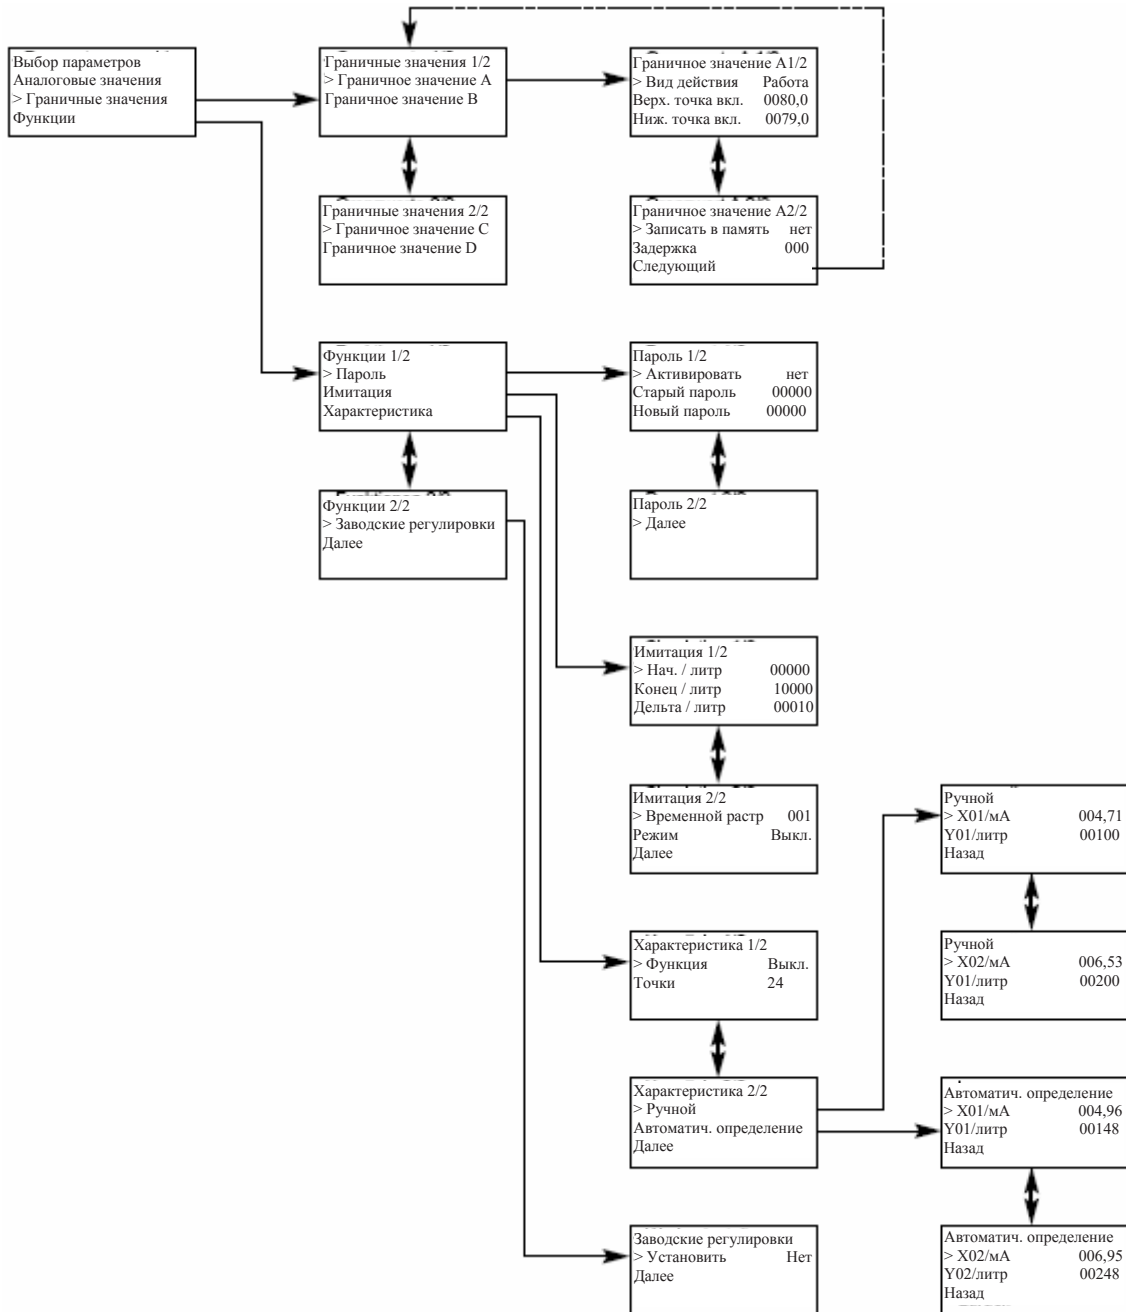 Выбор параметров
Аналоговые значения
> Граничные значения
Функции
Граничные значения 1/2
> Граничное значение A
Граничное значение B
Граничное значение A1/2
> Вид действия Работа
Верх. точка вкл. 0080,0
Ниж. точка вкл. 0079,0
Граничные значения 2/2
> Граничное значение C
Граничное значение D
Граничное значение A2/2
> Записать в память нет
Задержка 000
Следующий
Функции 1/2
> Пароль
Имитация
Характеристика
Пароль 1/2
> Активировать нет
Старый пароль 00000
Новый пароль 00000
Функции 2/2
> Заводские регулировки
Далее
Пароль 2/2
> Далее
Имитация 1/2
> Нач. / литр 00000
Конец / литр 10000
Дельта / литр 00010
Имитация 2/2
> Временной растр 001
Режим Выкл.
Далее
Ручной
> X01/мА 004,71
Y01/литр 00100
Назад
Характеристика 1/2
> Функция Выкл.
Точки 24
Ручной
> X02/мА 006,53
Y01/литр 00200
Назад
Характеристика 2/2
> Ручной
Автоматич. определение
Далее
Автоматич. определение
> X01/мА 004,96
Y01/литр 00148
Назад
Заводские регулировки
> Установить Нет
Далее
Автоматич. определение
> X02/мА 006,95
Y02/литр 00248
Назад